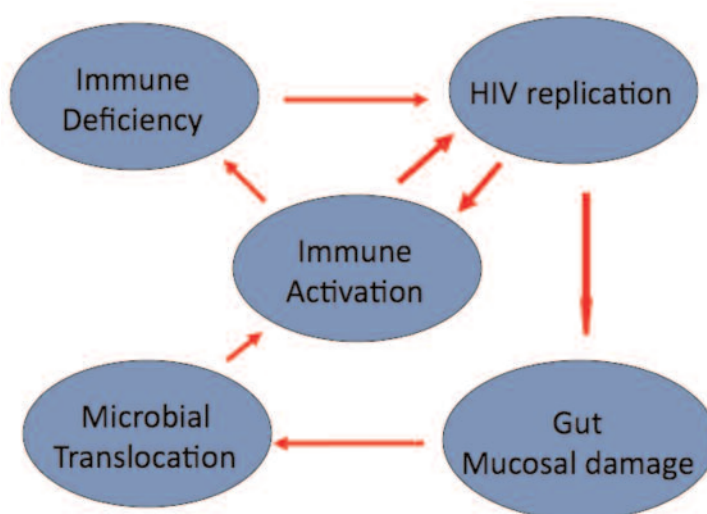 Immune
Deficiency
HIV replication
Immune
Activation
Microbial
Translocation
Gut
Mucosal damage